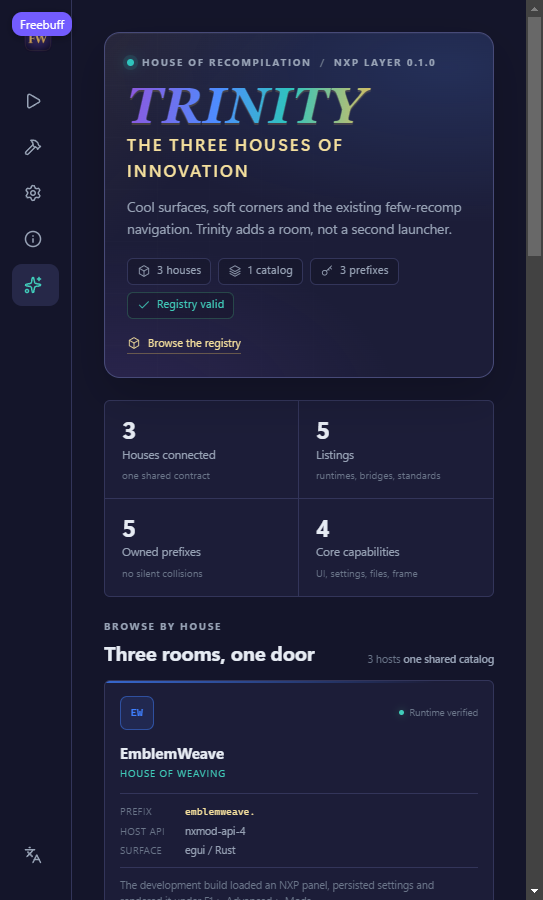 Freebuff
FW
HOUSE OF RECOMPILATION / NXP LAYER 0.1.0
TRINITY
THE THREE HOUSES OF
INNOVATION
Cool surfaces, soft corners and the existing fefw-recomp
navigation. Trinity adds a room, not a second launcher.
3 houses
1 catalog
3 prefixes
Registry valid
Browse the registry
3
Houses connected
one shared contract
5
Listings
runtimes, bridges, standards
5
Owned prefixes
no silent collisions
4
Core capabilities
UI, settings, files, frame
BROWSE BY HOUSE
Three rooms, one door
3 hosts one shared catalog
EW
Runtime verified
EmblemWeave
HOUSE OF WEAVING
PREFIX emblemweave.
HOST API nxmod-api-4
SURFACE egui / Rust
The development build loaded an NXP panel, persisted settings and